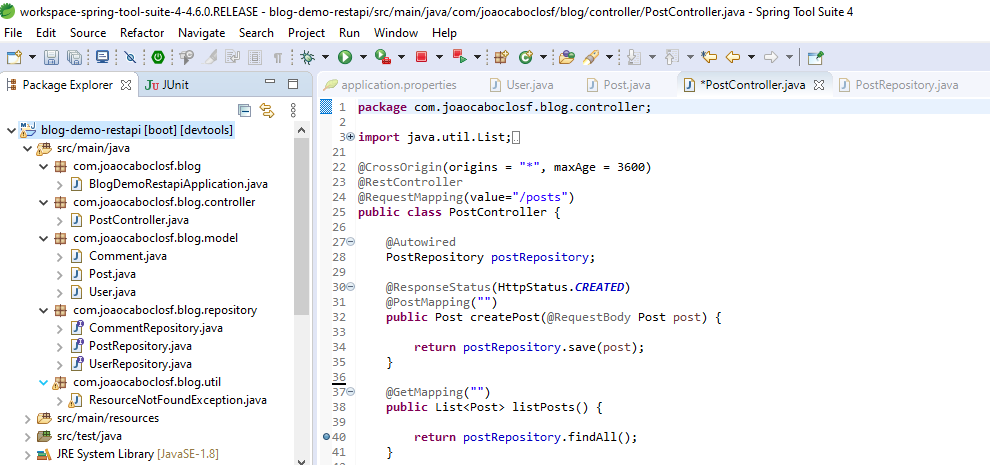 workspace-spring-tool-suite-4-4.6.0.RELEASE - blog-demo-restapi/src/main/java/com/joaocaboclosf/blog/controller/PostController.java - Spring Tool Suite 4
File Edit Source Refactor Navigate Search Project Run Window Help
Package Explorer JUnit
blog-demo-restapi [boot] [devtools]
src/main/java
com.joaocaboclosf.blog
BlogDemoRestapiApplication.java
com.joaocaboclosf.blog.controller
PostController.java
com.joaocaboclosf.blog.model
Comment.java
Post.java
User.java
com.joaocaboclosf.blog.repository
CommentRepository.java
PostRepository.java
UserRepository.java
com.joaocaboclosf.blog.util
ResourceNotFoundException.java
src/main/resources
src/test/java
JRE System Library [JavaSE-1.8]
application.properties User.java Post.java *PostController.java PostRepository.java
1 package com.joaocaboclosf.blog.controller;
2
3 import java.util.List;
21
22 @CrossOrigin(origins = "*", maxAge = 3600)
23 @RestController
24 @RequestMapping(value="/posts")
25 public class PostController {
26
27 @Autowired
28 PostRepository postRepository;
29
30 @ResponseStatus(HttpStatus.CREATED)
31 @PostMapping("")
32 public Post createPost(@RequestBody Post post) {
33
34 return postRepository.save(post);
35 }
36
37 @GetMapping("")
38 public List<Post> listPosts() {
39
40 return postRepository.findAll();
41 }